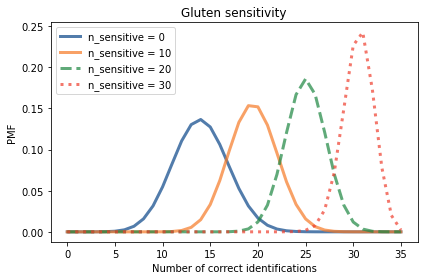 Gluten sensitivity
n_sensitive = 0
n_sensitive = 10
n_sensitive = 20
n_sensitive = 30
PMF
0.25
0.20
0.15
0.10
0.05
0.00
0 5 10 15 20 25 30 35
Number of correct identifications